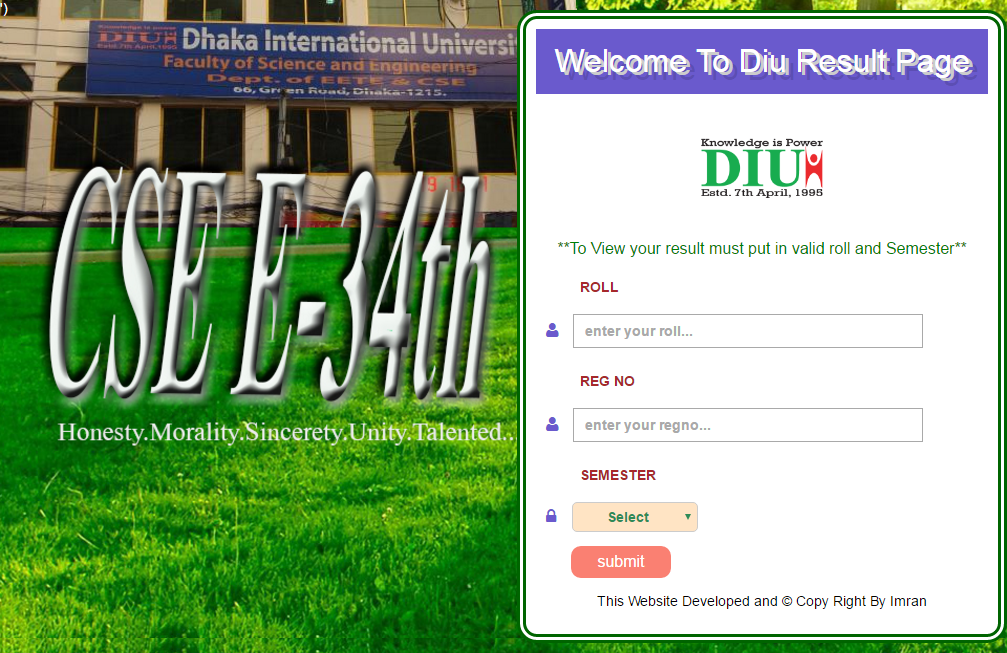 ')
Knowledge is power
DIU
Estd. 7th April, 1995
Dhaka International Universi
Faculty of Science and Engineering
Dept. of EETE & CSE
66, Green Road, Dhaka-1215.
CSE E-34th
Honesty.Morality.Sincerety.Unity.Talented..
Welcome To Diu Result Page
Knowledge is Power
DIU
Estd. 7th April, 1995
**To View your result must put in valid roll and Semester**
ROLL
enter your roll...
REG NO
enter your regno...
SEMESTER
Select
submit
This Website Developed and © Copy Right By Imran